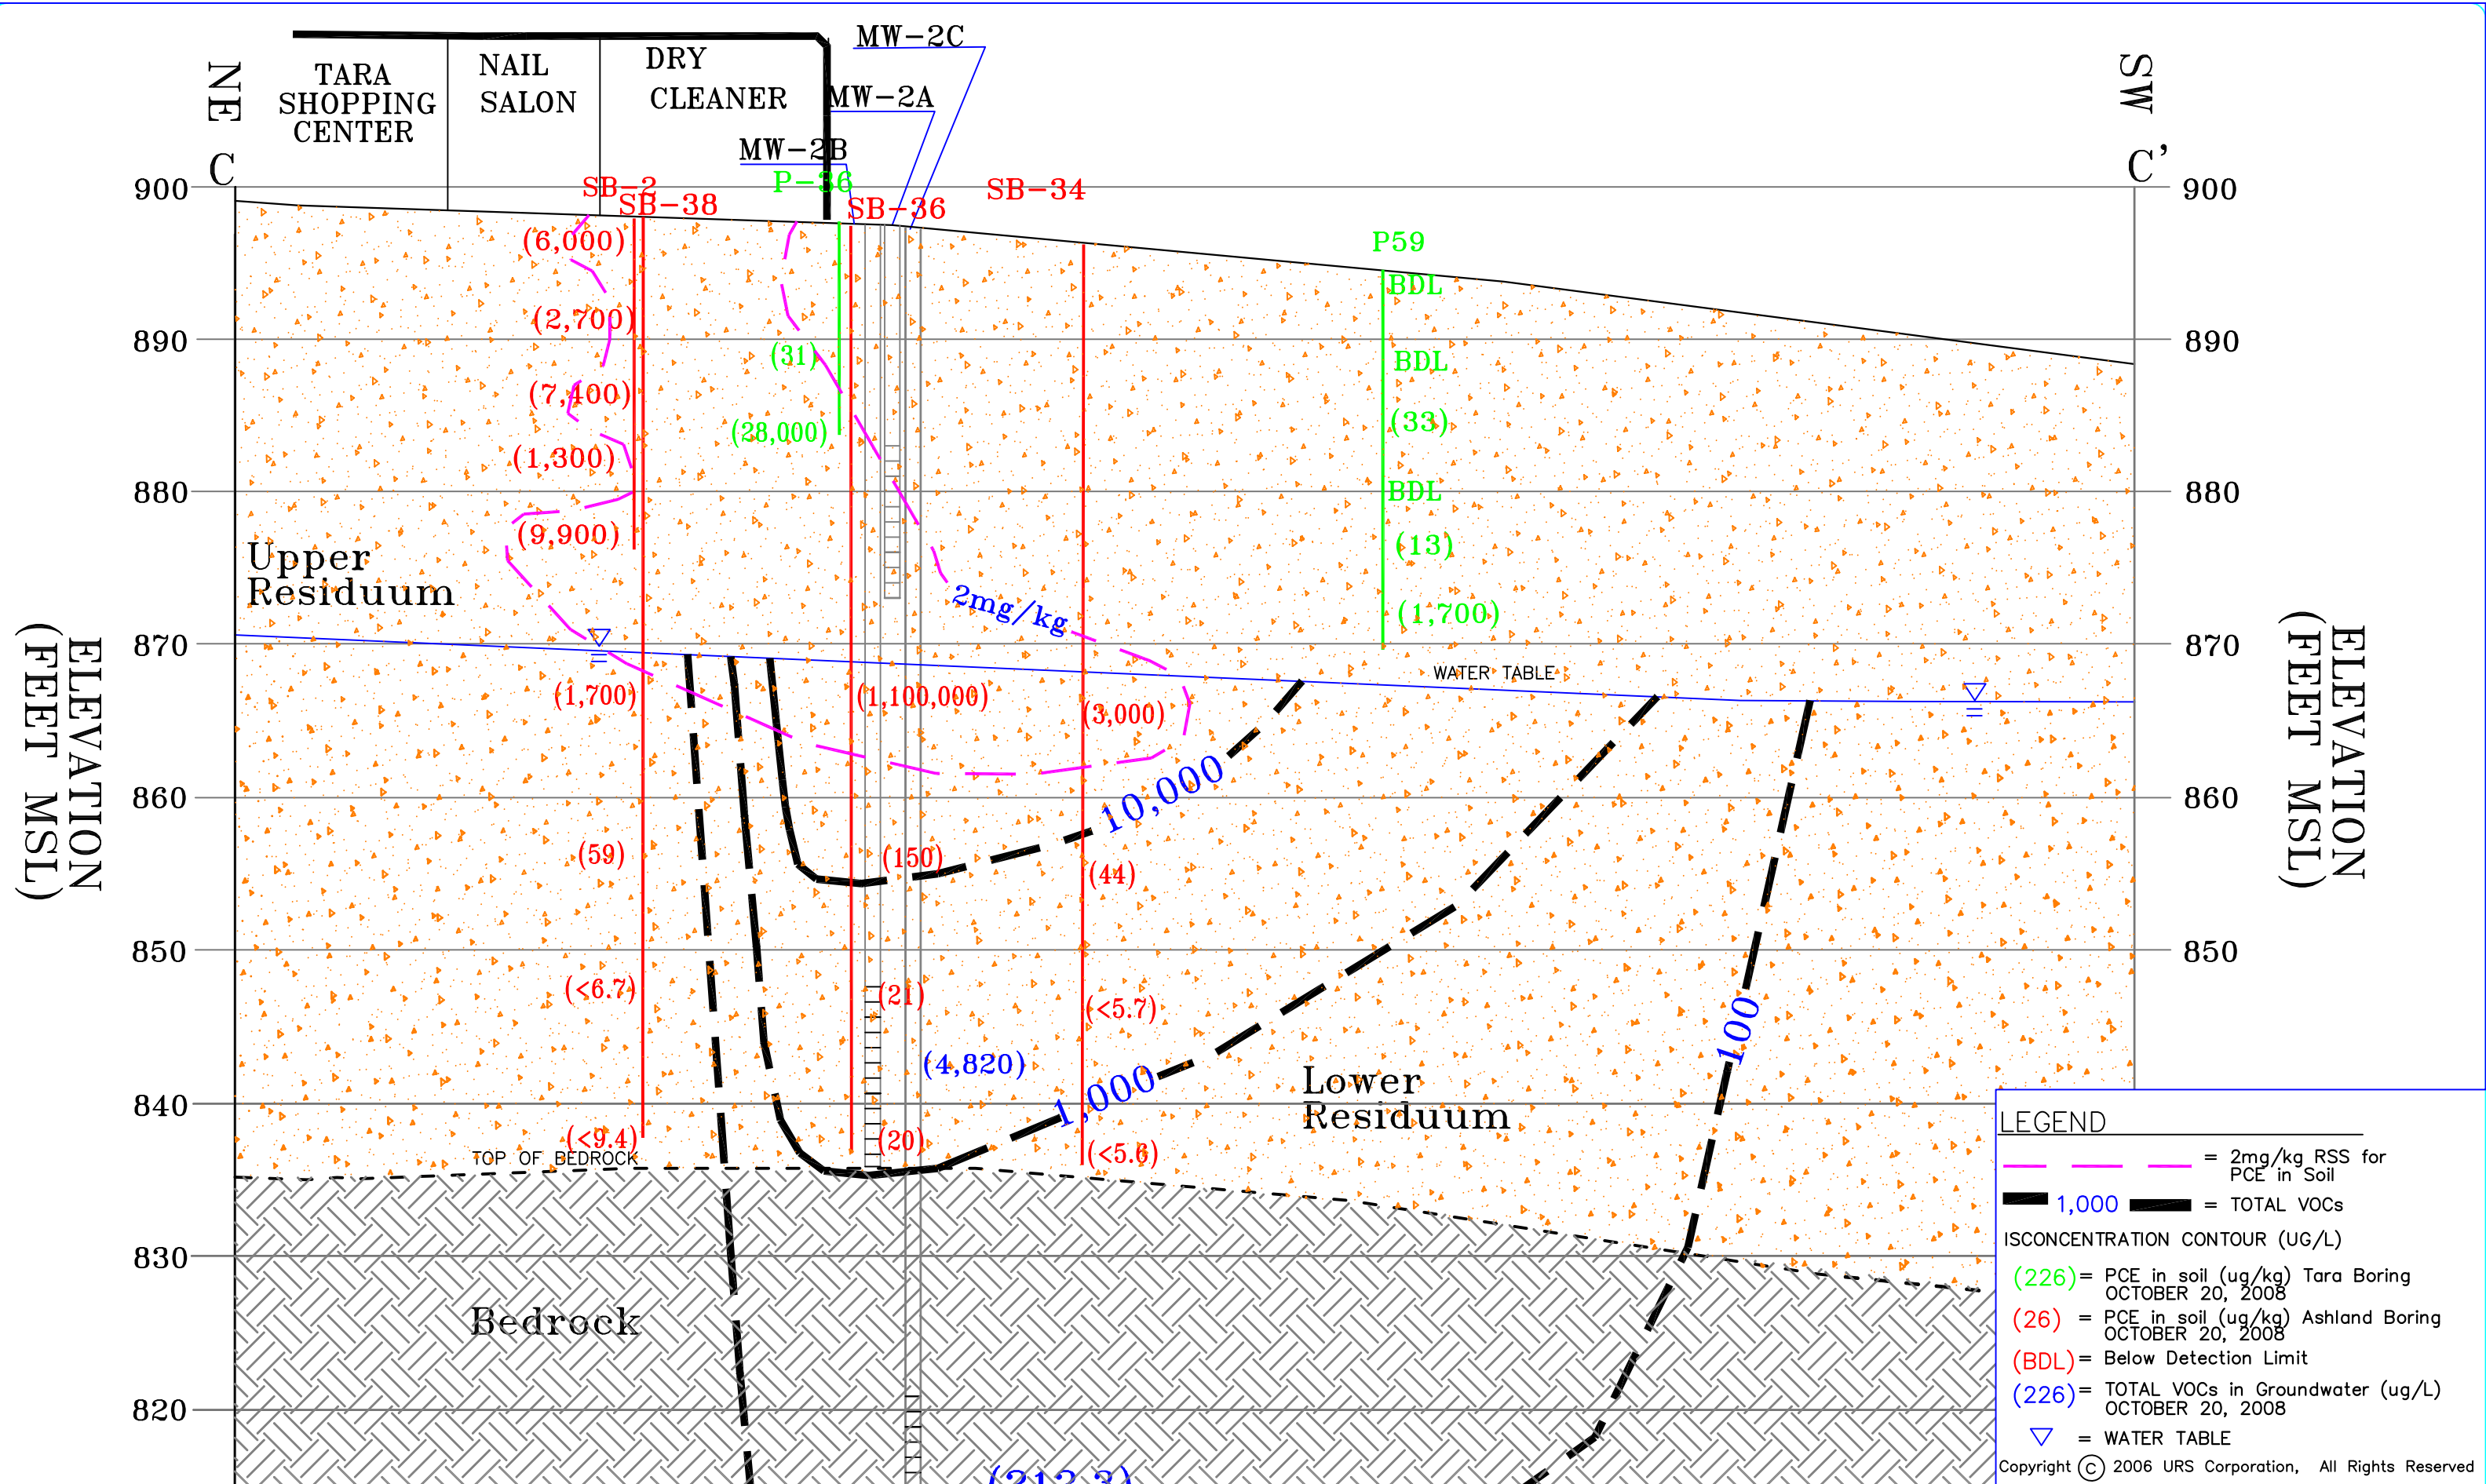 MW-2C
NE
SW
TARA
SHOPPING
CENTER
NAIL
SALON
DRY
CLEANER
MW-2A
MW-2B
C
C'
900
SB-2
P-36
SB-34
900
SB-38
SB-36
(6,000)
P59
BDL
(2,700)
890
(31)
BDL
890
(7,400)
(28,000)
(33)
(1,300)
880
BDL
880
(9,900)
(13)
Upper
Residuum
2mg/kg
(1,700)
870
870
WATER TABLE
(1,700)
(1,100,000)
(3,000)
ELEVATION
(FEET MSL)
ELEVATION
(FEET MSL)
860
10,000
860
(59)
(150)
(44)
850
850
(<6.7)
(21)
(<5.7)
100
(4,820)
1,000
Lower
Residuum
840
(<9.4)
(20)
(<5.6)
TOP OF BEDROCK
830
Bedrock
820
(212.2)
LEGEND
= 2mg/kg RSS for
PCE in Soil
1,000 = TOTAL VOCs
ISCONCENTRATION CONTOUR (UG/L)
(226)= PCE in soil (ug/kg) Tara Boring
OCTOBER 20, 2008
(26) = PCE in soil (ug/kg) Ashland Boring
OCTOBER 20, 2008
(BDL)= Below Detection Limit
(226)= TOTAL VOCs in Groundwater (ug/L)
OCTOBER 20, 2008
= WATER TABLE
Copyright © 2006 URS Corporation, All Rights Reserved